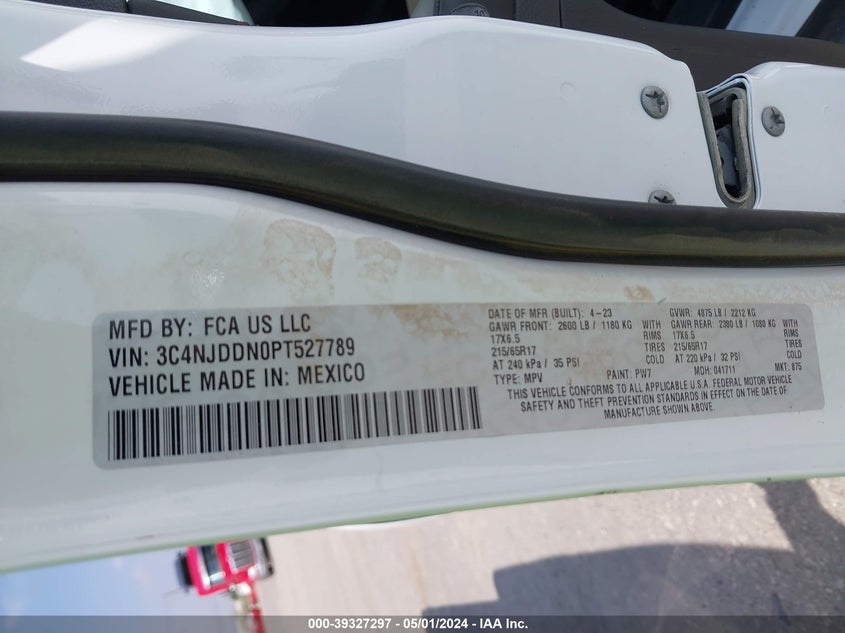 MFD BY: FCA US LLC
VIN: 3C4NJDDN0PT527789
VEHICLE MADE IN: MEXICO
DATE OF MFR (BUILT): 4-23 GVWR: 4875 LB / 2212 KG
GAWR FRONT: 2600 LB / 1180 KG WITH GAWR REAR: 2380 LB / 1080 KG WITH
17X6.5 RIMS 17X6.5 RIMS
215/65R17 TIRES 215/65R17 TIRES
AT 240 kPa / 35 PSI AT 220 kPa / 32 PSI
TYPE: MPV PAINT: PW7 MDH: 041711 MKT: 875
THIS VEHICLE CONFORMS TO ALL APPLICABLE U.S.A. FEDERAL MOTOR VEHICLE
SAFETY AND THEFT PREVENTION STANDARDS IN EFFECT ON THE DATE OF
MANUFACTURE SHOWN ABOVE.
000-39327297 - 05/01/2024 - IAA Inc.